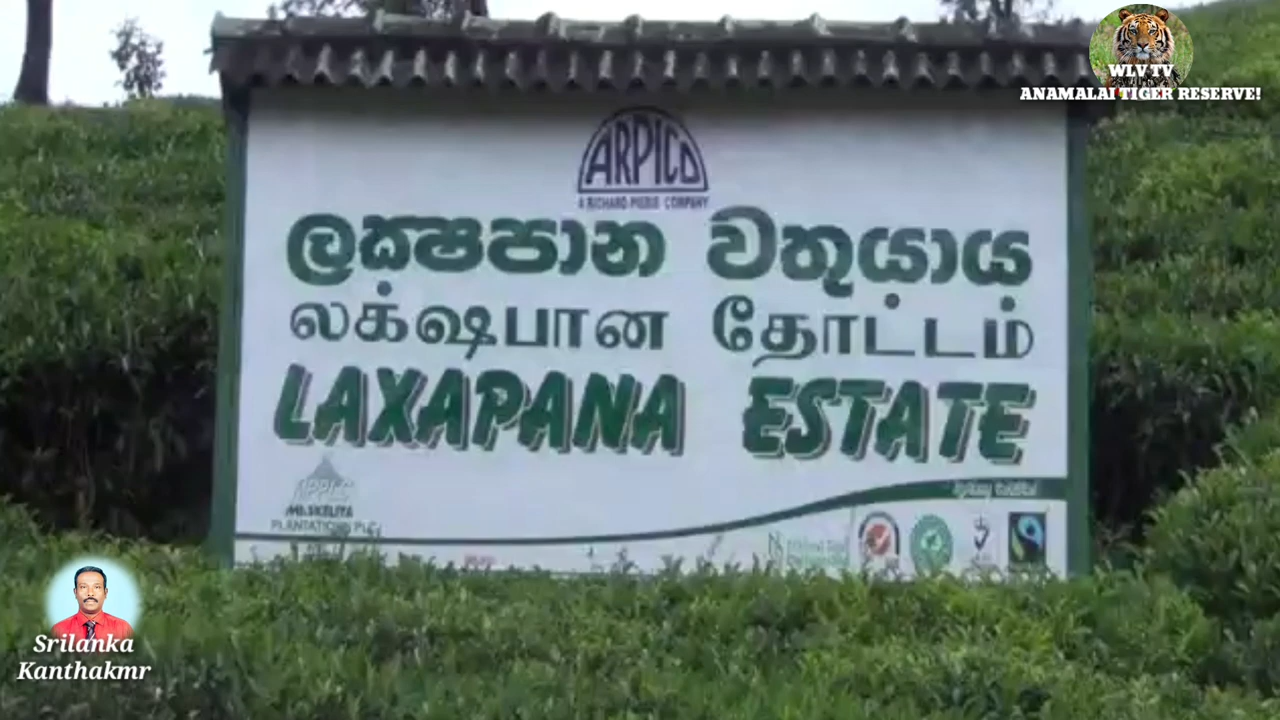 WLV TV
ANAMALAI TIGER RESERVE!
ARPICO
A RICHARD PIERIS COMPANY
ලක්ෂපාන වතුයාය
லக்ஷபான தோட்டம்
LAXAPANA ESTATE
MASKELIYA
PLANTATIONS PLC
Srilanka
Kanthakmr